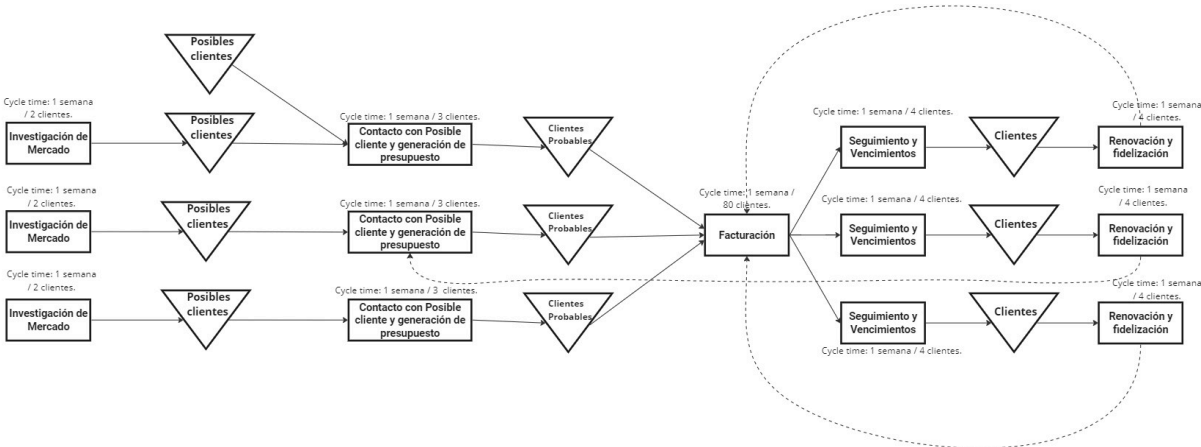 Posibles
clientes
Cycle time: 1 semana
/ 2 clientes.
Investigación de
Mercado
Posibles
clientes
Cycle time: 1 semana / 3 clientes.
Contacto con Posible
cliente y generación de
presupuesto
Clientes
Probables
Cycle time: 1 semana / 4 clientes.
Seguimiento y
Vencimientos
Clientes
Cycle time: 1 semana
/ 4 clientes.
Renovación y
fidelización
Cycle time: 1 semana
/ 2 clientes.
Investigación de
Mercado
Posibles
clientes
Cycle time: 1 semana / 3 clientes.
Contacto con Posible
cliente y generación de
presupuesto
Clientes
Probables
Cycle time: 1 semana /
80 clientes.
Facturación
Cycle time: 1 semana / 4 clientes.
Seguimiento y
Vencimientos
Clientes
Cycle time: 1 semana
/ 4 clientes.
Renovación y
fidelización
Cycle time: 1 semana
/ 2 clientes.
Investigación de
Mercado
Posibles
clientes
Cycle time: 1 semana / 3 clientes.
Contacto con Posible
cliente y generación de
presupuesto
Clientes
Probables
Seguimiento y
Vencimientos
Cycle time: 1 semana / 4 clientes.
Clientes
Cycle time: 1 semana
/ 4 clientes.
Renovación y
fidelización